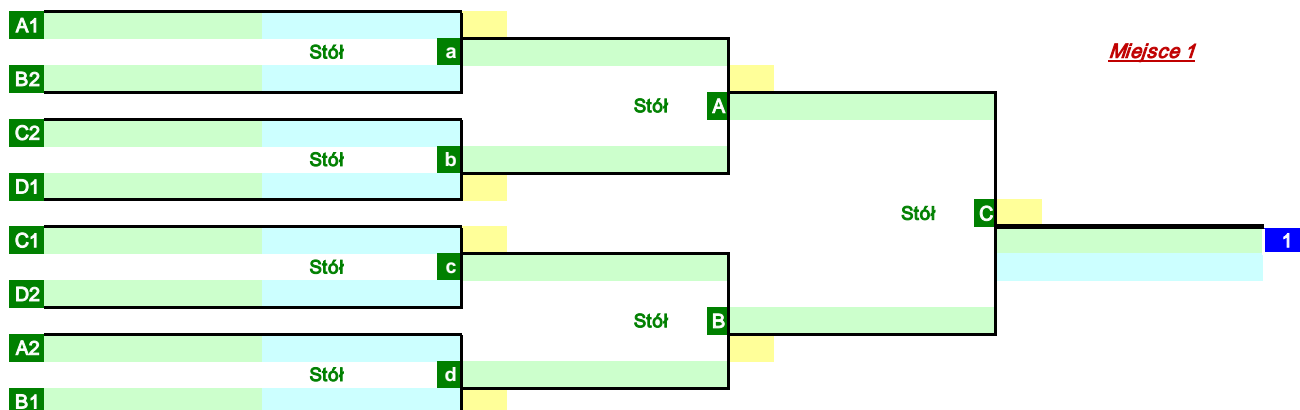 A1
Stół a
Miejsce 1
B2
Stół A
C2
Stół b
D1
Stół C
C1
1
Stół c
D2
Stół B
A2
Stół d
B1